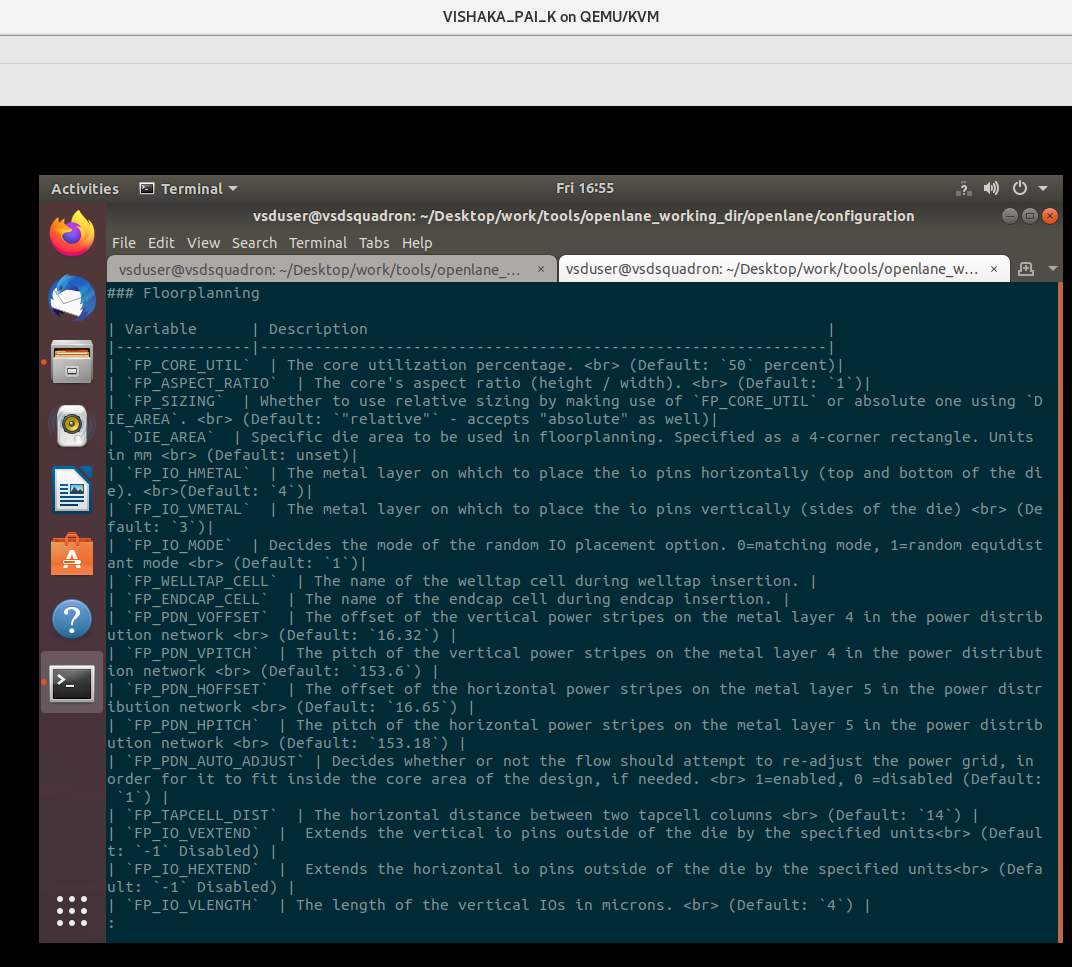 VISHAKA_PAI_K on QEMU/KVM
Activities Terminal Fri 16:55
vsduser@vsdsquadron: ~/Desktop/work/tools/openlane_working_dir/openlane/configuration
File Edit View Search Terminal Tabs Help
vsduser@vsdsquadron: ~/Desktop/work/tools/openlane_... × vsduser@vsdsquadron: ~/Desktop/work/tools/openlane_w... ×
### Floorplanning
| Variable      | Description                                                   |
|---------------|---------------------------------------------------------------|
| `FP_CORE_UTIL`  | The core utilization percentage. <br> (Default: `50` percent)|
| `FP_ASPECT_RATIO`  | The core's aspect ratio (height / width). <br> (Default: `1`)|
| `FP_SIZING`  | Whether to use relative sizing by making use of `FP_CORE_UTIL` or absolute one using `D
IE_AREA`. <br> (Default: `"relative"` - accepts "absolute" as well)|
| `DIE_AREA`  | Specific die area to be used in floorplanning. Specified as a 4-corner rectangle. Units
in mm <br> (Default: unset)|
| `FP_IO_HMETAL`  | The metal layer on which to place the io pins horizontally (top and bottom of the di
e). <br>(Default: `4`)|
| `FP_IO_VMETAL`  | The metal layer on which to place the io pins vertically (sides of the die) <br> (De
fault: `3`)|
| `FP_IO_MODE`  | Decides the mode of the random IO placement option. 0=matching mode, 1=random equidist
ant mode <br> (Default: `1`)|
| `FP_WELLTAP_CELL`  | The name of the welltap cell during welltap insertion. |
| `FP_ENDCAP_CELL`  | The name of the endcap cell during endcap insertion. |
| `FP_PDN_VOFFSET`  | The offset of the vertical power stripes on the metal layer 4 in the power distrib
ution network <br> (Default: `16.32`) |
| `FP_PDN_VPITCH`  | The pitch of the vertical power stripes on the metal layer 4 in the power distribut
ion network <br> (Default: `153.6`) |
| `FP_PDN_HOFFSET`  | The offset of the horizontal power stripes on the metal layer 5 in the power distr
ibution network <br> (Default: `16.65`) |
| `FP_PDN_HPITCH`  | The pitch of the horizontal power stripes on the metal layer 5 in the power distrib
ution network <br> (Default: `153.18`) |
| `FP_PDN_AUTO_ADJUST` | Decides whether or not the flow should attempt to re-adjust the power grid, in
order for it to fit inside the core area of the design, if needed. <br> 1=enabled, 0 =disabled (Default:
`1`) |
| `FP_TAPCELL_DIST`  | The horizontal distance between two tapcell columns <br> (Default: `14`) |
| `FP_IO_VEXTEND`  |  Extends the vertical io pins outside of the die by the specified units<br> (Defaul
t: `-1` Disabled) |
| `FP_IO_HEXTEND`  |  Extends the horizontal io pins outside of the die by the specified units<br> (Defa
ult: `-1` Disabled) |
| `FP_IO_VLENGTH`  | The length of the vertical IOs in microns. <br> (Default: `4`) |
: